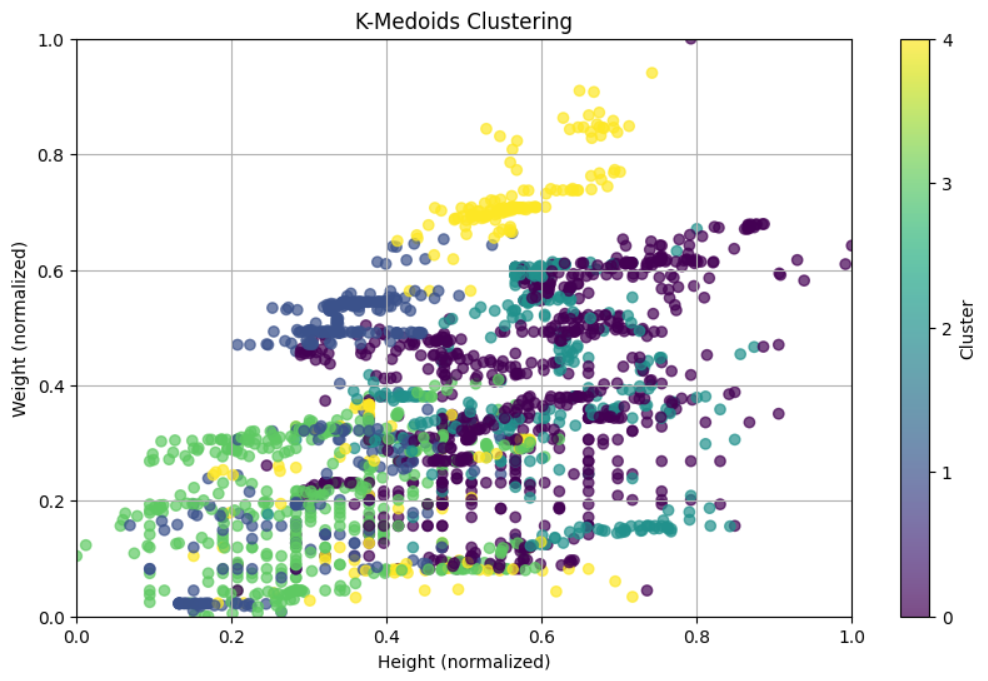 K-Medoids Clustering
1.0
0.8
0.6
0.4
0.2
0.0
Weight (normalized)
0.0 0.2 0.4 0.6 0.8 1.0
Height (normalized)
4
3
2
1
0
Cluster